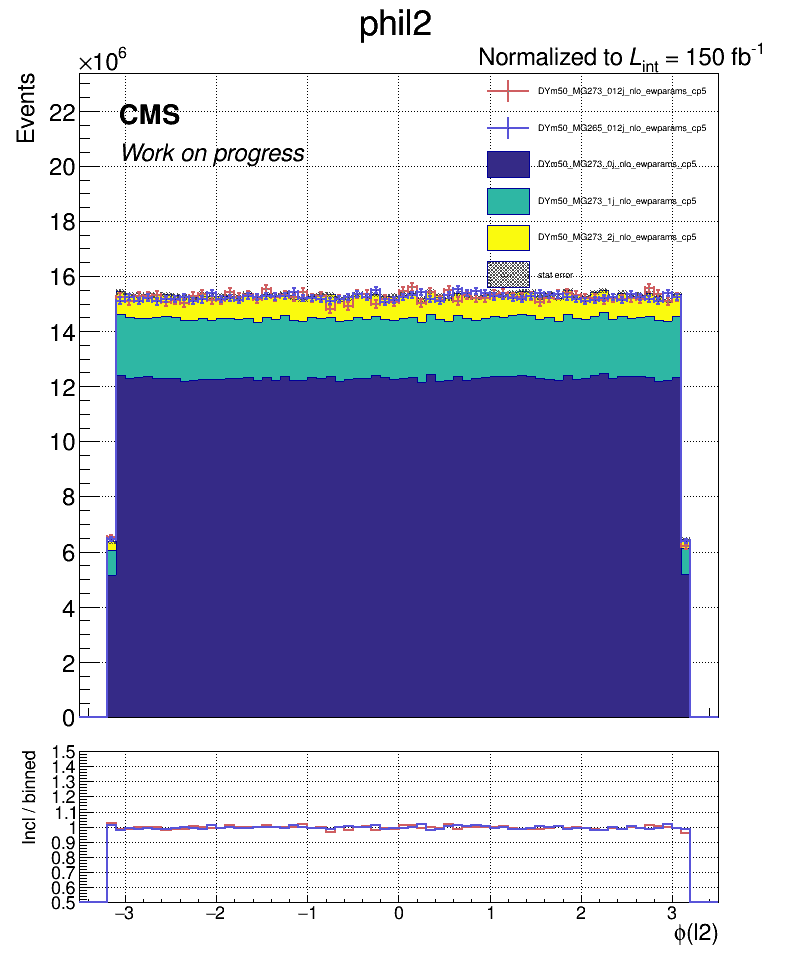 phil2
×10⁶
Normalized to L_int = 150 fb⁻¹
Events
CMS
Work on progress
DYm50_MG273_012j_nlo_ewparams_cp5
DYm50_MG265_012j_nlo_ewparams_cp5
DYm50_MG273_0j_nlo_ewparams_cp5
DYm50_MG273_1j_nlo_ewparams_cp5
DYm50_MG273_2j_nlo_ewparams_cp5
stat error
22
20
18
16
14
12
10
8
6
4
2
0
Incl / binned
1.5
1.4
1.3
1.2
1.1
1
0.9
0.8
0.7
0.6
0.5
−3 −2 −1 0 1 2 3
ϕ(l2)